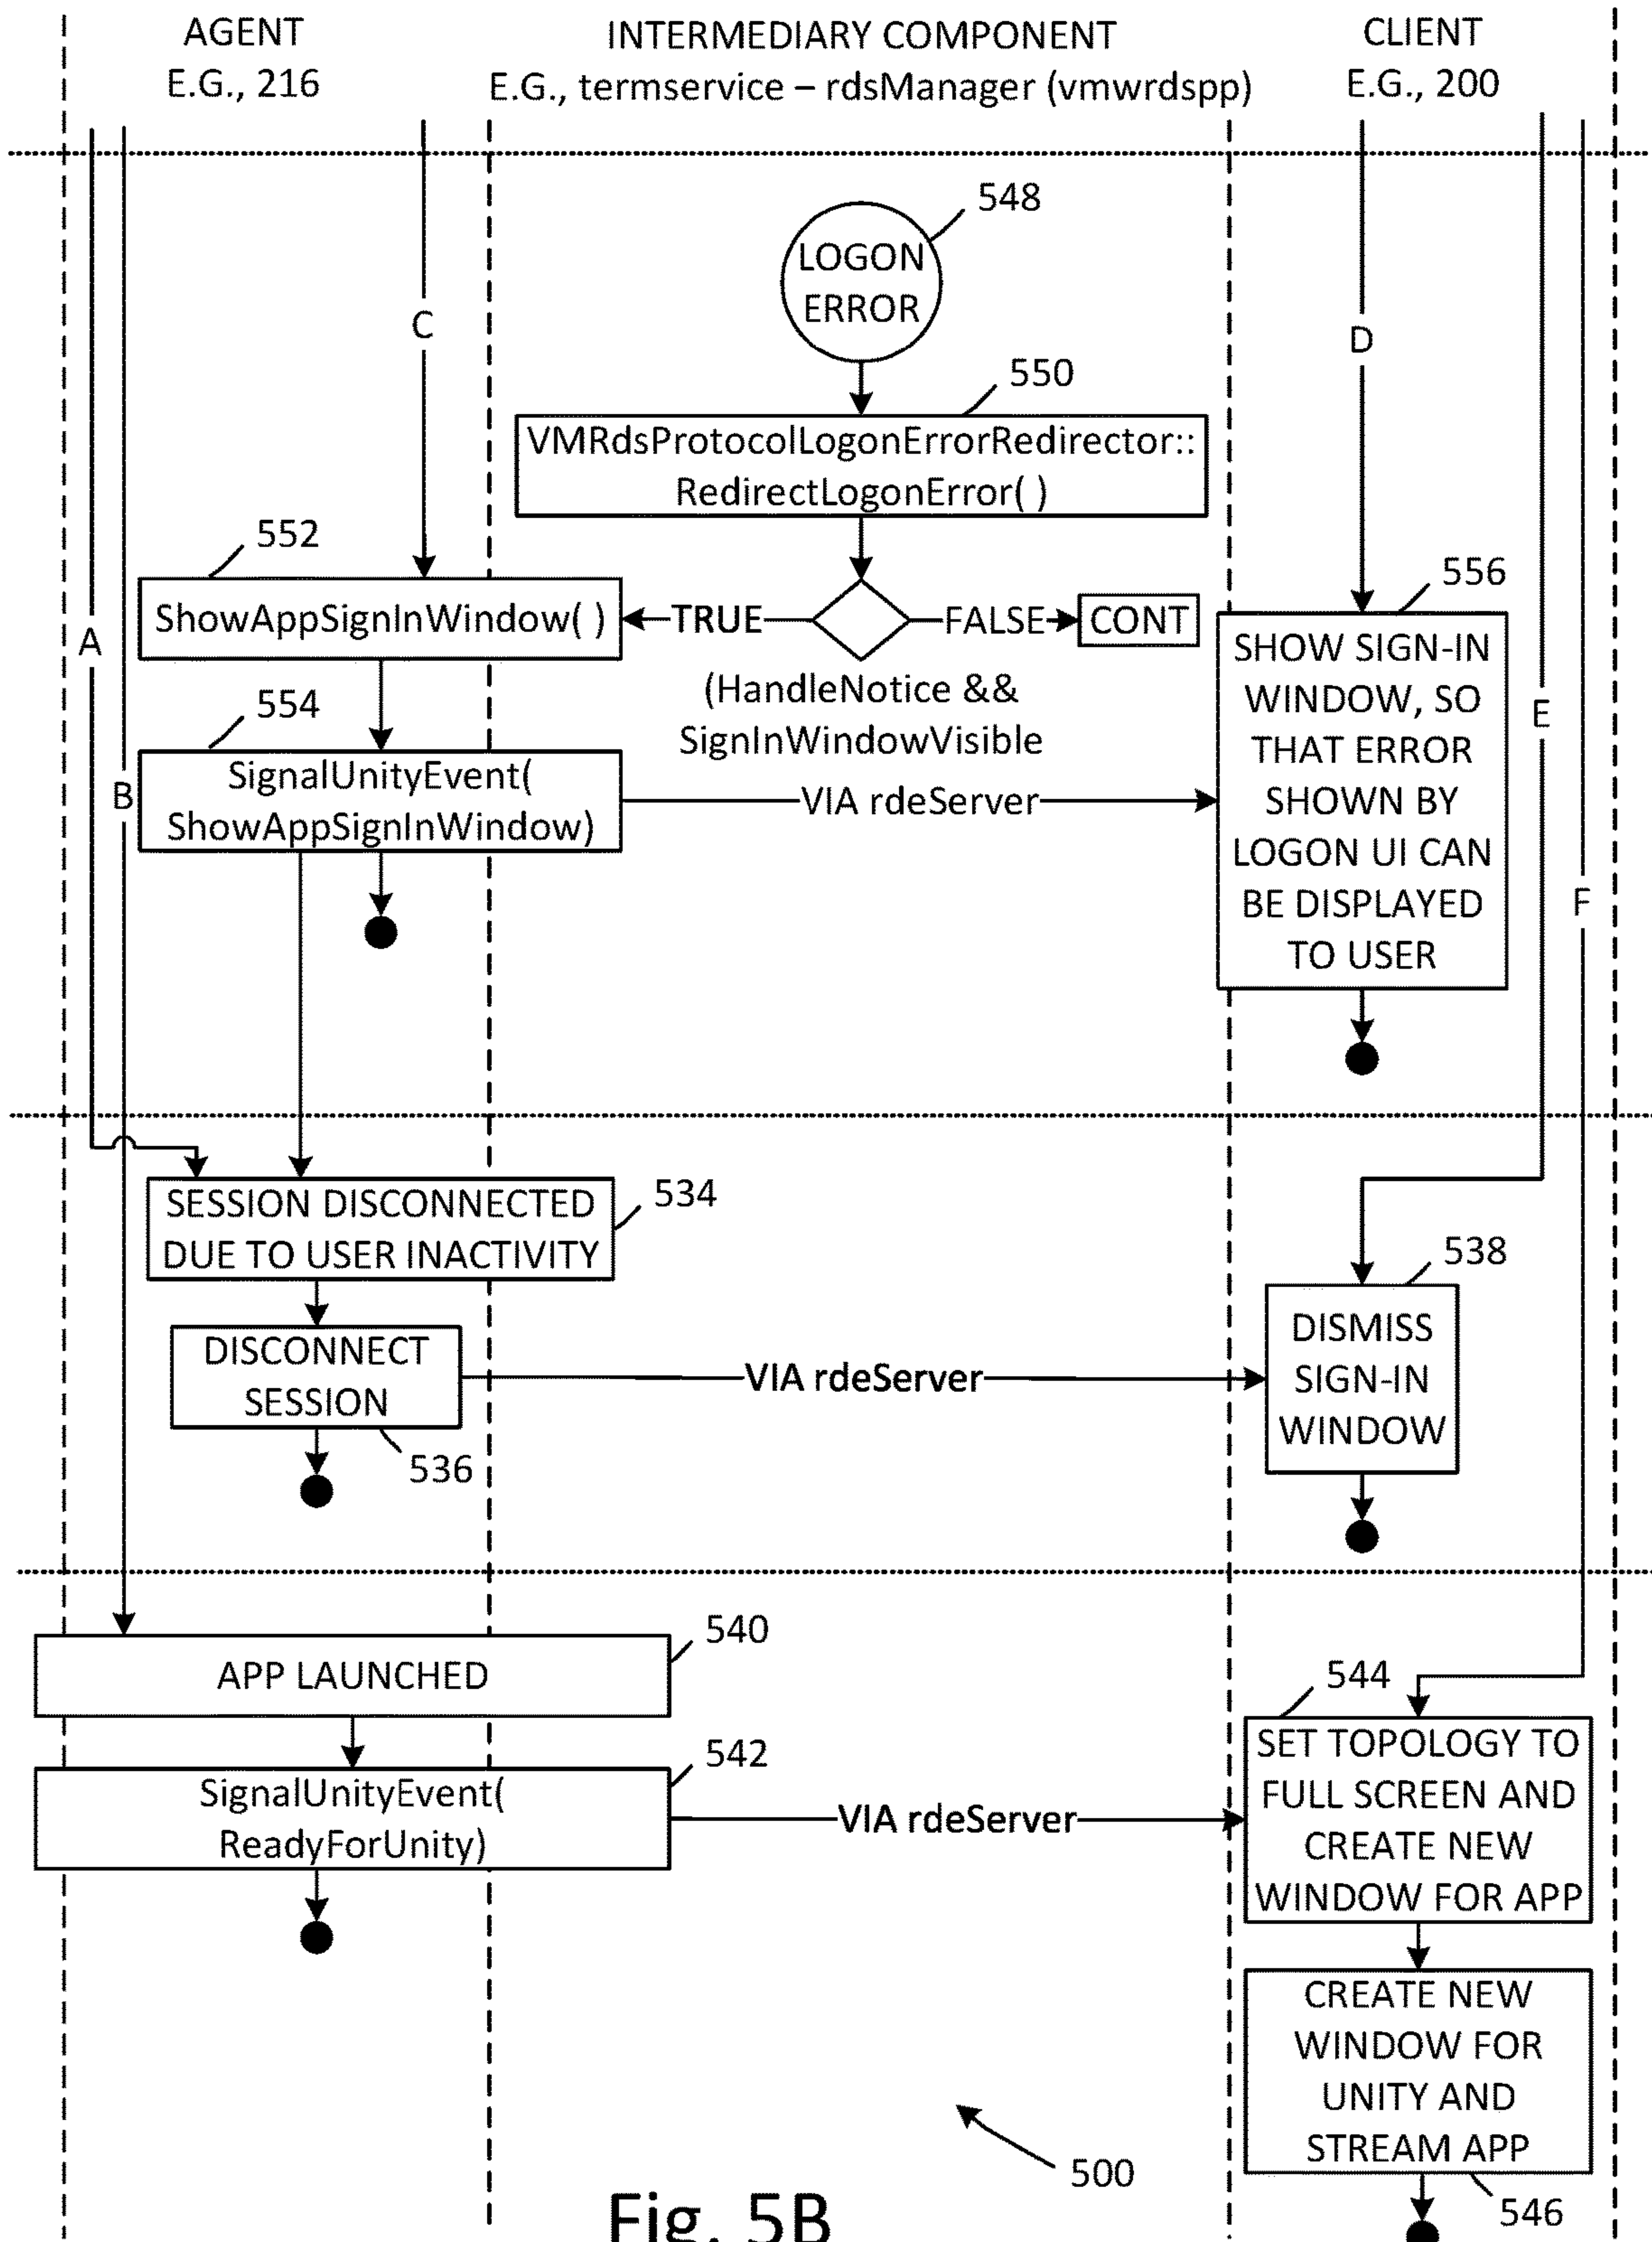 AGENT
E.G., 216
INTERMEDIARY COMPONENT
E.G., termservice – rdsManager (vmwrdspp)
CLIENT
E.G., 200
548
LOGON
ERROR
C
D
550
VMRdsProtocolLogonErrorRedirector::
RedirectLogonError( )
552
ShowAppSignInWindow( )
TRUE
FALSE
CONT
(HandleNotice &&
SignInWindowVisible
A
556
SHOW SIGN-IN
WINDOW, SO
THAT ERROR
SHOWN BY
LOGON UI CAN
BE DISPLAYED
TO USER
E
554
SignalUnityEvent(
ShowAppSignInWindow)
B
VIA rdeServer
F
SESSION DISCONNECTED
DUE TO USER INACTIVITY
534
DISCONNECT
SESSION
536
VIA rdeServer
538
DISMISS
SIGN-IN
WINDOW
540
APP LAUNCHED
542
SignalUnityEvent(
ReadyForUnity)
VIA rdeServer
544
SET TOPOLOGY TO
FULL SCREEN AND
CREATE NEW
WINDOW FOR APP
CREATE NEW
WINDOW FOR
UNITY AND
STREAM APP
546
500
Fig. 5B